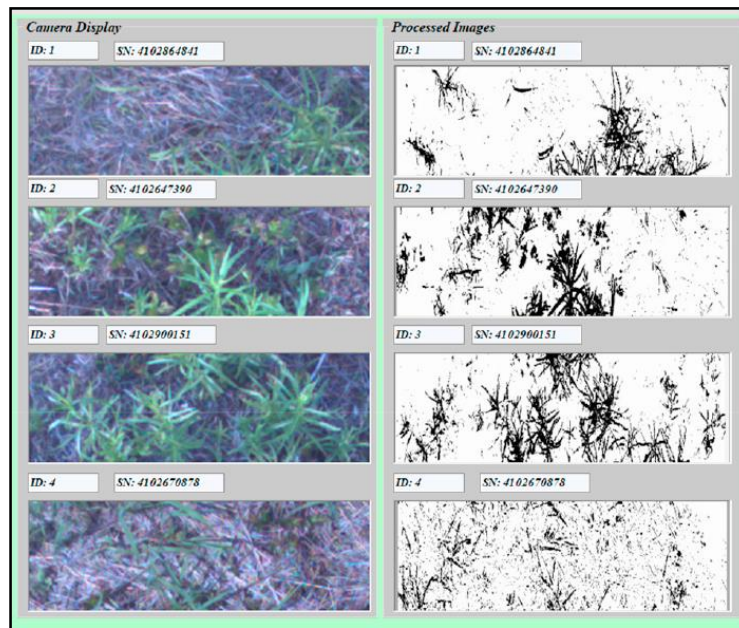 Camera Display
ID: 1 SN: 4102864841
ID: 2 SN: 4102647390
ID: 3 SN: 4102900151
ID: 4 SN: 4102670878
Processed Images
ID: 1 SN: 4102864841
ID: 2 SN: 4102647390
ID: 3 SN: 4102900151
ID: 4 SN: 4102670878